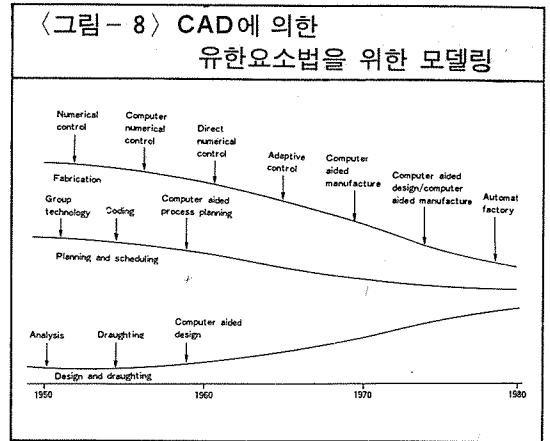 〈그림－8〉 CAD에 의한
유한요소법을 위한 모델링
Numerical
control
Computer
numerical
control
Direct
numerical
control
Adaptive control
Computer
aided
manufacture
Computer aided
design/computer
aided manufacture
Automat
factory
Fabrication
Group
technology
Coding
Computer aided
process planning
Planning and scheduling
Analysis
Draughting
Computer aided
design
Design and draughting
1950
1960
1970
1980